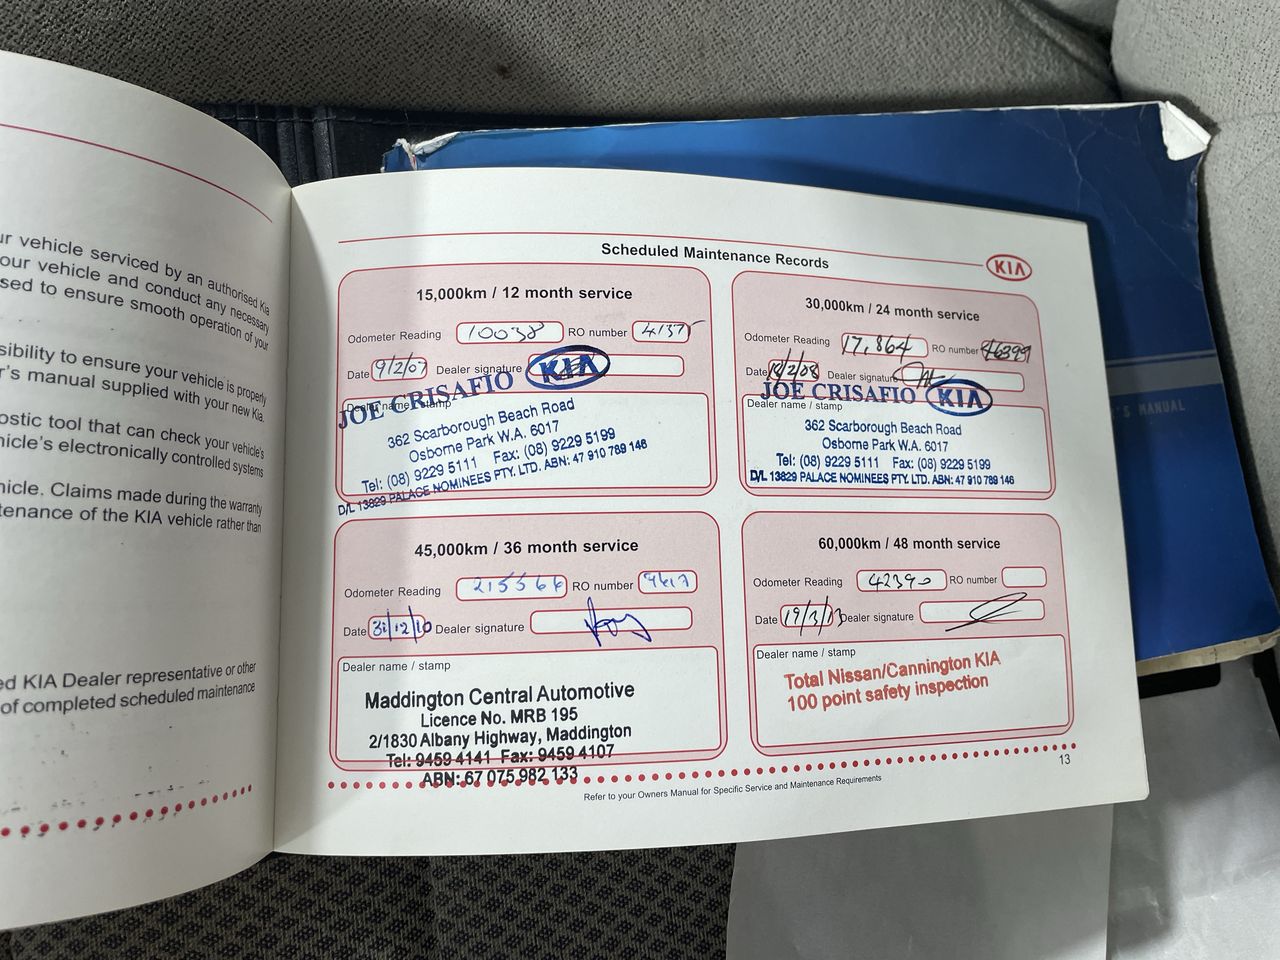 ur vehicle serviced by an authorised Kia
our vehicle and conduct any necessary
sed to ensure smooth operation of your
sibility to ensure your vehicle is properly
r's manual supplied with your new Kia.
ostic tool that can check your vehicle's
hicle's electronically controlled systems
hicle. Claims made during the warranty
tenance of the KIA vehicle rather than
ed KIA Dealer representative or other
of completed scheduled maintenance
Scheduled Maintenance Records
KIA
15,000km / 12 month service
Odometer Reading 10038 RO number
Date 9/2/07 Dealer signature
KIA
JOE CRISAFIO
Dealer name / stamp
362 Scarborough Beach Road
Osborne Park W.A. 6017
Tel: (08) 9229 5111 Fax: (08) 9229 5199
D/L 13829 PALACE NOMINEES PTY. LTD. ABN: 47 910 789 146
30,000km / 24 month service
Odometer Reading 17,864 RO number
Date 18/2/08 Dealer signature
JOE CRISAFIO KIA
Dealer name / stamp
362 Scarborough Beach Road
Osborne Park W.A. 6017
Tel: (08) 9229 5111 Fax: (08) 9229 5199
D/L 13829 PALACE NOMINEES PTY. LTD. ABN: 47 910 789 146
45,000km / 36 month service
Odometer Reading 215566 RO number 9617
Date 31/12/10 Dealer signature
Dealer name / stamp
Maddington Central Automotive
Licence No. MRB 195
2/1830 Albany Highway, Maddington
Tel: 9459 4141 Fax: 9459 4107
ABN: 67 075 982 133
60,000km / 48 month service
Odometer Reading 42390 RO number
Date 19/3/13 Dealer signature
Dealer name / stamp
Total Nissan/Cannington KIA
100 point safety inspection
13
Refer to your Owners Manual for Specific Service and Maintenance Requirements
'S MANUAL